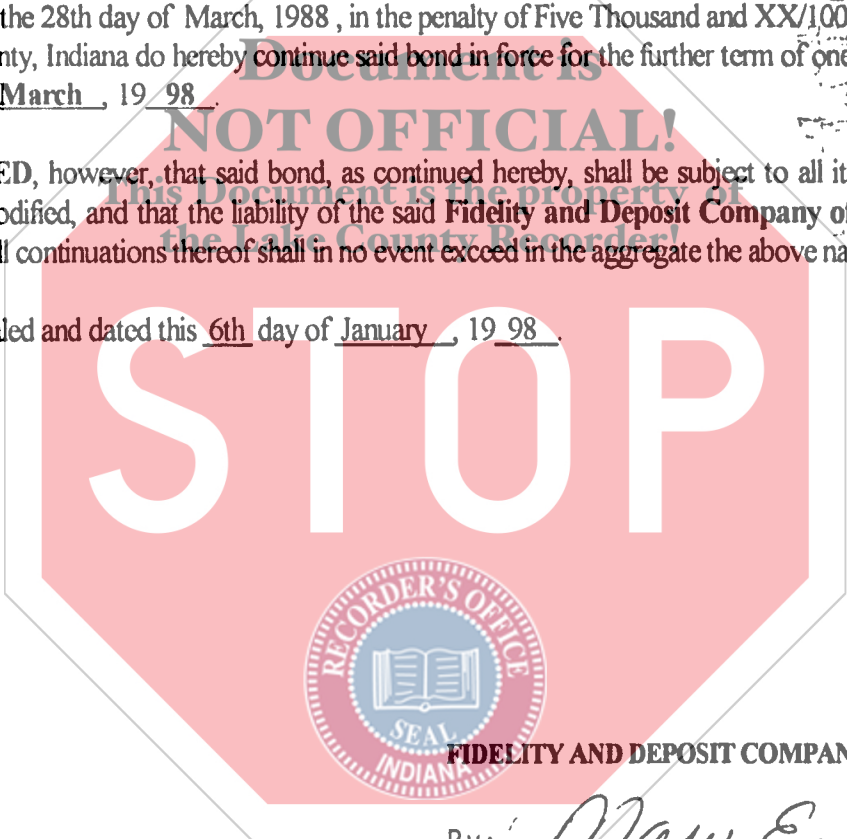 the 28th day of March, 1988 , in the penalty of Five Thousand and XX/100
nty, Indiana do hereby continue said bond in force for the further term of one
March , 19 98 .
Document is
NOT OFFICIAL!
This Document is the property of
the Lake County Recorder!
ED, however, that said bond, as continued hereby, shall be subject to all it
odified, and that the liability of the said Fidelity and Deposit Company of
ll continuations thereof shall in no event exceed in the aggregate the above na
led and dated this 6th day of January , 19 98 .
STOP
RECORDER'S OFFICE
SEAL
INDIANA
FIDELITY AND DEPOSIT COMPAN
By: